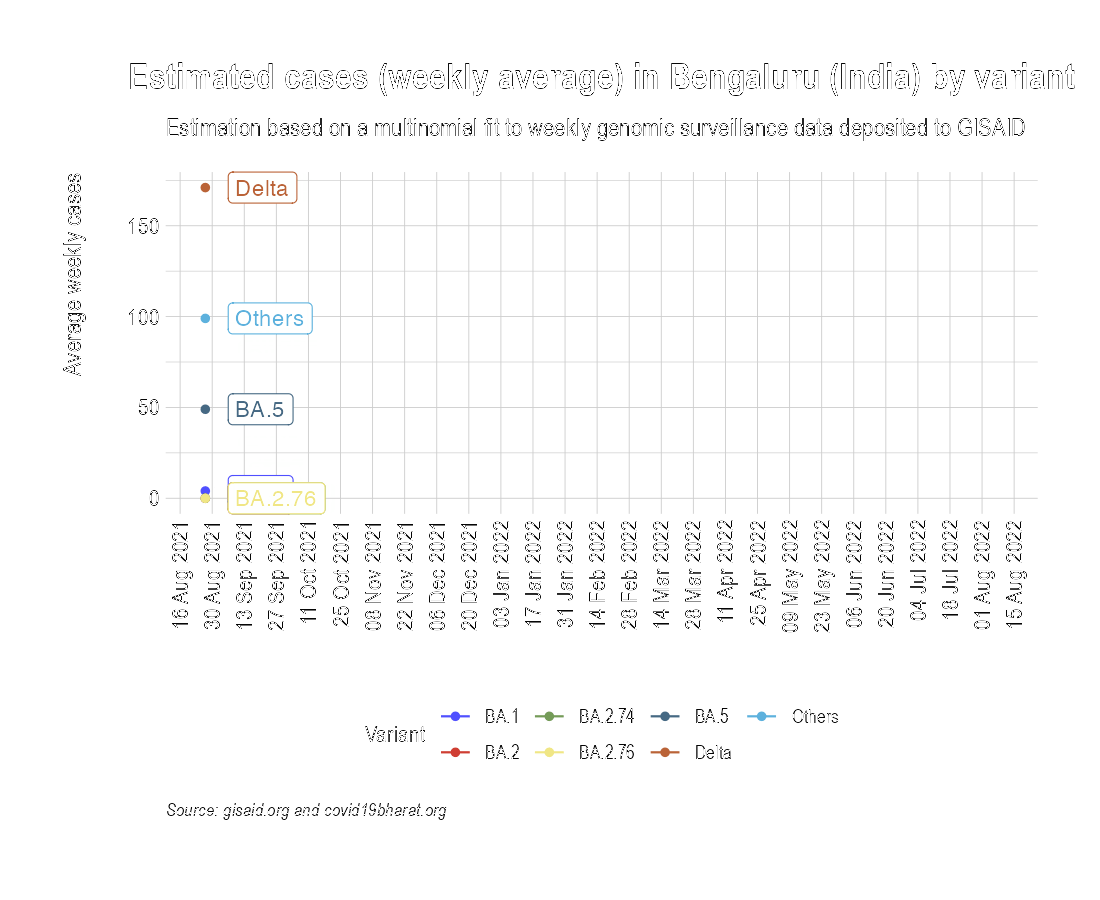 Estimated cases (weekly average) in Bengaluru (India) by variant
Estimation based on a multinomial fit to weekly genomic surveillance data deposited to GISAID
Average weekly cases
150
100
50
0
Delta
Others
BA.5
BA.2.76
16 Aug 2021
30 Aug 2021
13 Sep 2021
27 Sep 2021
11 Oct 2021
25 Oct 2021
08 Nov 2021
22 Nov 2021
06 Dec 2021
20 Dec 2021
03 Jan 2022
17 Jan 2022
31 Jan 2022
14 Feb 2022
28 Feb 2022
14 Mar 2022
28 Mar 2022
11 Apr 2022
25 Apr 2022
09 May 2022
23 May 2022
06 Jun 2022
20 Jun 2022
04 Jul 2022
18 Jul 2022
01 Aug 2022
15 Aug 2022
Variant
BA.1 BA.2.74 BA.5 Others
BA.2 BA.2.76 Delta
Source: gisaid.org and covid19bharat.org